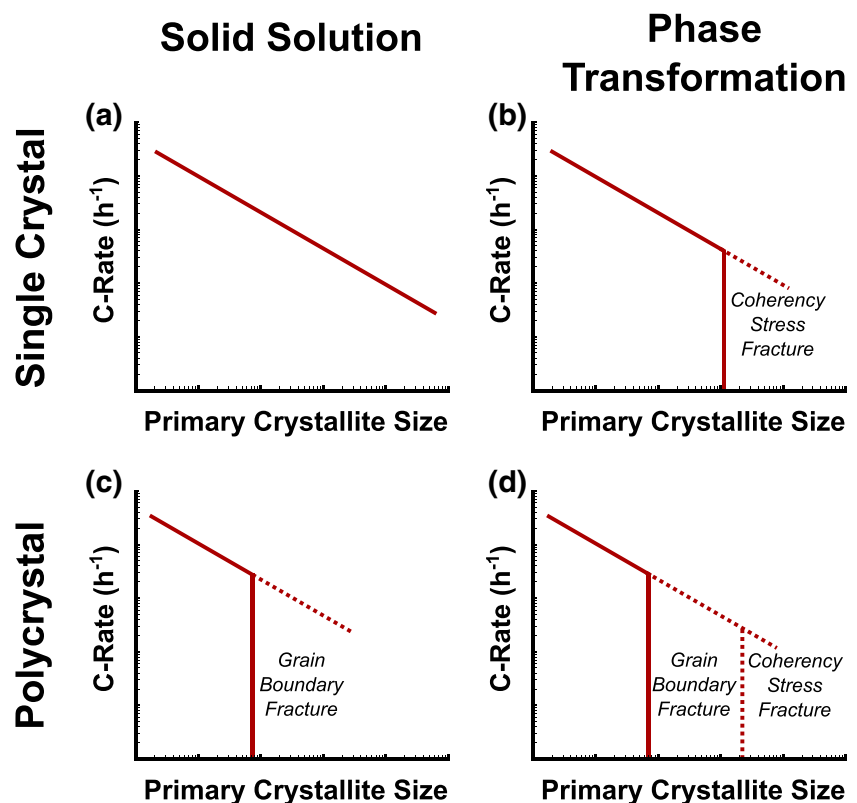 Solid Solution
Phase
Transformation
Single Crystal
(a)
C-Rate (h-1)
Primary Crystallite Size
(b)
C-Rate (h-1)
Coherency
Stress
Fracture
Primary Crystallite Size
Polycrystal
(c)
C-Rate (h-1)
Grain
Boundary
Fracture
Primary Crystallite Size
(d)
C-Rate (h-1)
Grain
Boundary
Fracture
Coherency
Stress
Fracture
Primary Crystallite Size